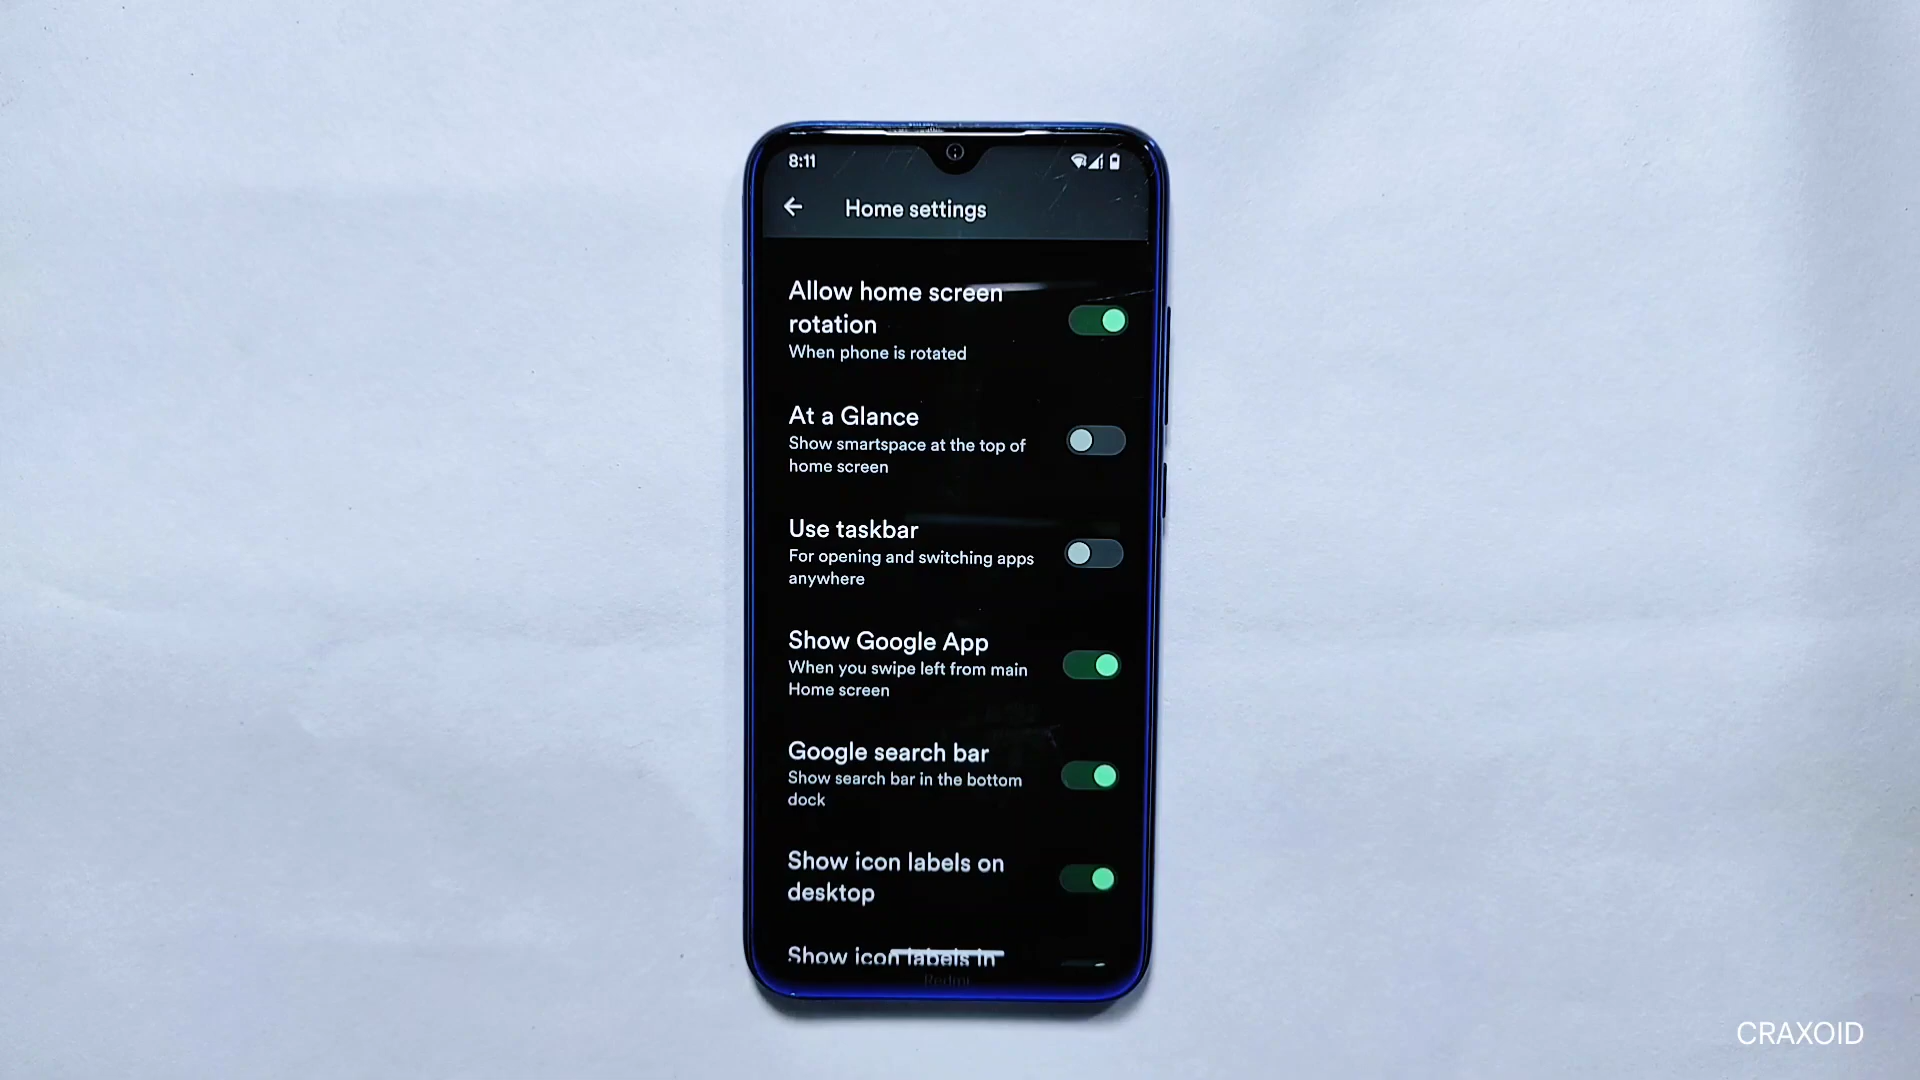 8:11
Home settings
Allow home screen
rotation
When phone is rotated
At a Glance
Show smartspace at the top of
home screen
Use taskbar
For opening and switching apps
anywhere
Show Google App
When you swipe left from main
Home screen
Google search bar
Show search bar in the bottom
dock
Show icon labels on
desktop
Show icon labels in
Redmi
CRAXOID